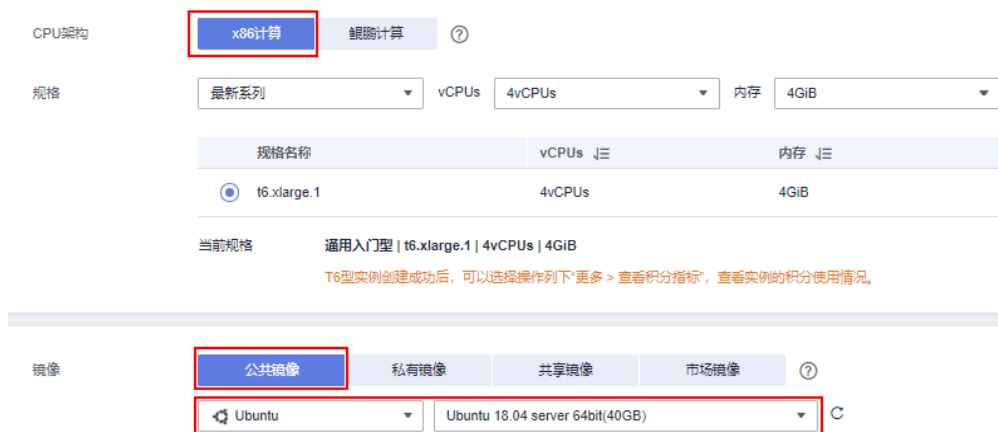 CPU架构 x86计算 鲲鹏计算 ?
规格 最新系列 vCPUs 4vCPUs 内存 4GiB
规格名称 vCPUs 内存
t6.xlarge.1 4vCPUs 4GiB
当前规格 通用入门型 | t6.xlarge.1 | 4vCPUs | 4GiB
T6型实例创建成功后，可以选择操作列下“更多 > 查看积分指标”，查看实例的积分使用情况。
镜像 公共镜像 私有镜像 共享镜像 市场镜像 ?
Ubuntu Ubuntu 18.04 server 64bit(40GB)